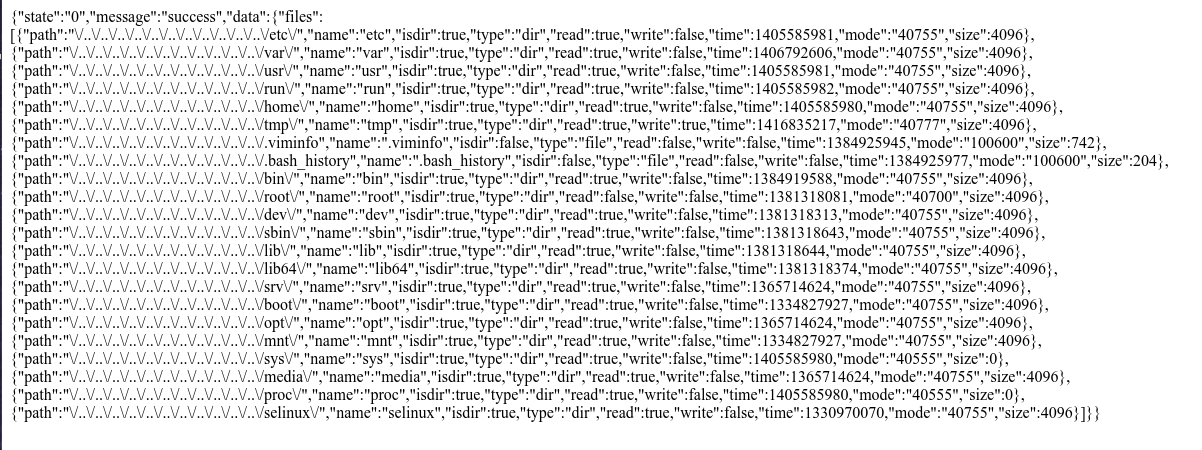 {"state":"0","message":"success","data":{"files":
[{"path":"\/..\/..\/..\/..\/..\/..\/..\/..\/..\/..\/..\/etc\/","name":"etc","isdir":true,"type":"dir","read":true,"write":false,"time":1405585981,"mode":"40755","size":4096},
{"path":"\/..\/..\/..\/..\/..\/..\/..\/..\/..\/..\/..\/var\/","name":"var","isdir":true,"type":"dir","read":true,"write":false,"time":1406792606,"mode":"40755","size":4096},
{"path":"\/..\/..\/..\/..\/..\/..\/..\/..\/..\/..\/..\/usr\/","name":"usr","isdir":true,"type":"dir","read":true,"write":false,"time":1405585981,"mode":"40755","size":4096},
{"path":"\/..\/..\/..\/..\/..\/..\/..\/..\/..\/..\/..\/run\/","name":"run","isdir":true,"type":"dir","read":true,"write":false,"time":1405585982,"mode":"40755","size":4096},
{"path":"\/..\/..\/..\/..\/..\/..\/..\/..\/..\/..\/..\/home\/","name":"home","isdir":true,"type":"dir","read":true,"write":false,"time":1405585980,"mode":"40755","size":4096},
{"path":"\/..\/..\/..\/..\/..\/..\/..\/..\/..\/..\/..\/tmp\/","name":"tmp","isdir":true,"type":"dir","read":true,"write":true,"time":1416835217,"mode":"40777","size":4096},
{"path":"\/..\/..\/..\/..\/..\/..\/..\/..\/..\/..\/..\/.viminfo","name":".viminfo","isdir":false,"type":"file","read":false,"write":false,"time":1384925945,"mode":"100600","size":742},
{"path":"\/..\/..\/..\/..\/..\/..\/..\/..\/..\/..\/..\/.bash_history","name":".bash_history","isdir":false,"type":"file","read":false,"write":false,"time":1384925977,"mode":"100600","size":204},
{"path":"\/..\/..\/..\/..\/..\/..\/..\/..\/..\/..\/..\/bin\/","name":"bin","isdir":true,"type":"dir","read":true,"write":false,"time":1384919588,"mode":"40755","size":4096},
{"path":"\/..\/..\/..\/..\/..\/..\/..\/..\/..\/..\/..\/root\/","name":"root","isdir":true,"type":"dir","read":false,"write":false,"time":1381318081,"mode":"40700","size":4096},
{"path":"\/..\/..\/..\/..\/..\/..\/..\/..\/..\/..\/..\/dev\/","name":"dev","isdir":true,"type":"dir","read":true,"write":false,"time":1381318313,"mode":"40755","size":4096},
{"path":"\/..\/..\/..\/..\/..\/..\/..\/..\/..\/..\/..\/sbin\/","name":"sbin","isdir":true,"type":"dir","read":true,"write":false,"time":1381318643,"mode":"40755","size":4096},
{"path":"\/..\/..\/..\/..\/..\/..\/..\/..\/..\/..\/..\/lib\/","name":"lib","isdir":true,"type":"dir","read":true,"write":false,"time":1381318644,"mode":"40755","size":4096},
{"path":"\/..\/..\/..\/..\/..\/..\/..\/..\/..\/..\/..\/lib64\/","name":"lib64","isdir":true,"type":"dir","read":true,"write":false,"time":1381318374,"mode":"40755","size":4096},
{"path":"\/..\/..\/..\/..\/..\/..\/..\/..\/..\/..\/..\/srv\/","name":"srv","isdir":true,"type":"dir","read":true,"write":false,"time":1365714624,"mode":"40755","size":4096},
{"path":"\/..\/..\/..\/..\/..\/..\/..\/..\/..\/..\/..\/boot\/","name":"boot","isdir":true,"type":"dir","read":true,"write":false,"time":1334827927,"mode":"40755","size":4096},
{"path":"\/..\/..\/..\/..\/..\/..\/..\/..\/..\/..\/..\/opt\/","name":"opt","isdir":true,"type":"dir","read":true,"write":false,"time":1365714624,"mode":"40755","size":4096},
{"path":"\/..\/..\/..\/..\/..\/..\/..\/..\/..\/..\/..\/mnt\/","name":"mnt","isdir":true,"type":"dir","read":true,"write":false,"time":1334827927,"mode":"40755","size":4096},
{"path":"\/..\/..\/..\/..\/..\/..\/..\/..\/..\/..\/..\/sys\/","name":"sys","isdir":true,"type":"dir","read":true,"write":false,"time":1405585980,"mode":"40555","size":0},
{"path":"\/..\/..\/..\/..\/..\/..\/..\/..\/..\/..\/..\/media\/","name":"media","isdir":true,"type":"dir","read":true,"write":false,"time":1365714624,"mode":"40755","size":4096},
{"path":"\/..\/..\/..\/..\/..\/..\/..\/..\/..\/..\/..\/proc\/","name":"proc","isdir":true,"type":"dir","read":true,"write":false,"time":1405585980,"mode":"40555","size":0},
{"path":"\/..\/..\/..\/..\/..\/..\/..\/..\/..\/..\/..\/selinux\/","name":"selinux","isdir":true,"type":"dir","read":true,"write":false,"time":1330970070,"mode":"40755","size":4096}]}}